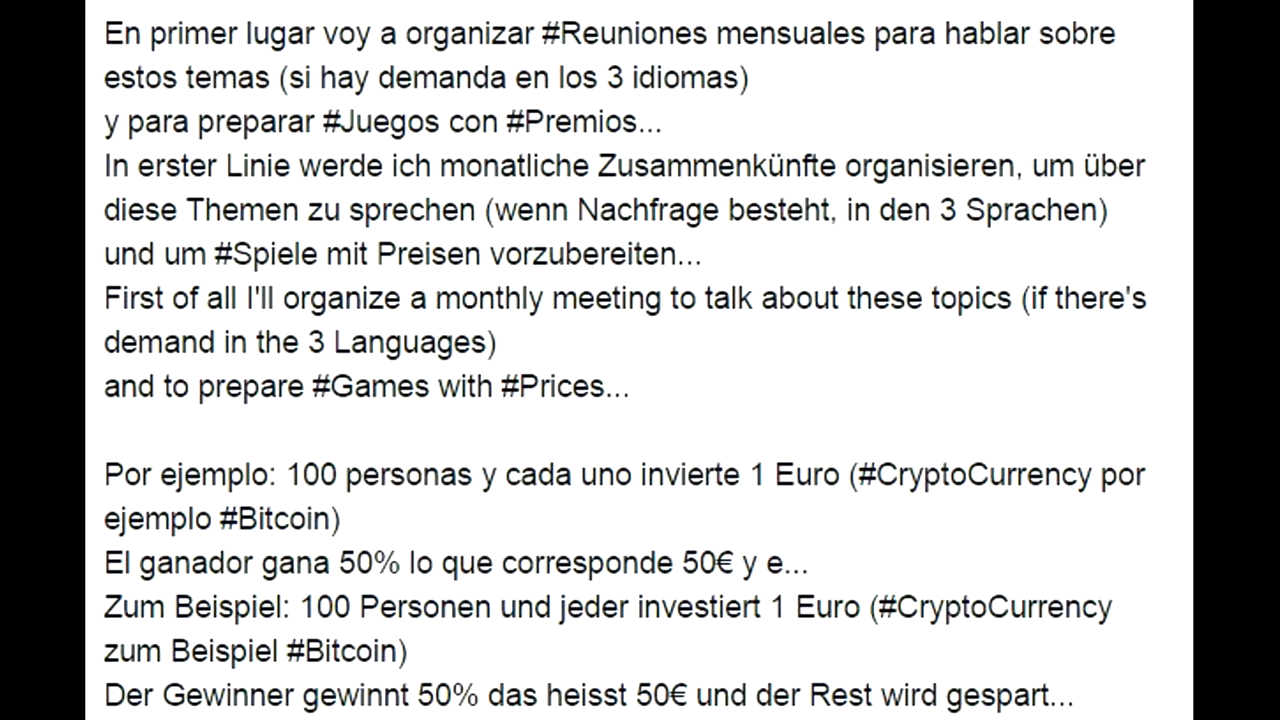 En primer lugar voy a organizar #Reuniones mensuales para hablar sobre
estos temas (si hay demanda en los 3 idiomas)
y para preparar #Juegos con #Premios...
In erster Linie werde ich monatliche Zusammenkünfte organisieren, um über
diese Themen zu sprechen (wenn Nachfrage besteht, in den 3 Sprachen)
und um #Spiele mit Preisen vorzubereiten...
First of all I'll organize a monthly meeting to talk about these topics (if there's
demand in the 3 Languages)
and to prepare #Games with #Prices...
Por ejemplo: 100 personas y cada uno invierte 1 Euro (#CryptoCurrency por
ejemplo #Bitcoin)
El ganador gana 50% lo que corresponde 50€ y e...
Zum Beispiel: 100 Personen und jeder investiert 1 Euro (#CryptoCurrency
zum Beispiel #Bitcoin)
Der Gewinner gewinnt 50% das heisst 50€ und der Rest wird gespart...